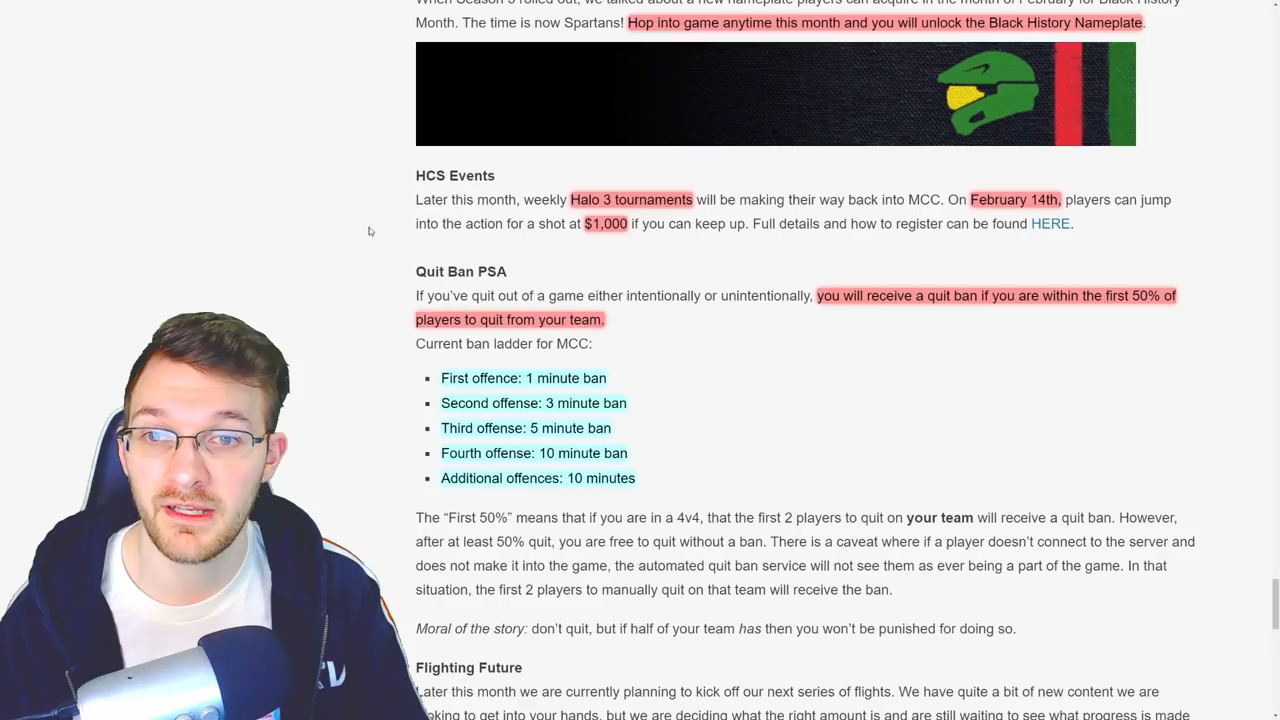 When Season 5 rolled out, we talked about a new nameplate players can acquire in the month of February for Black History
Month. The time is now Spartans! Hop into game anytime this month and you will unlock the Black History Nameplate.
HCS Events
Later this month, weekly Halo 3 tournaments will be making their way back into MCC. On February 14th, players can jump
into the action for a shot at $1,000 if you can keep up. Full details and how to register can be found HERE.
Quit Ban PSA
If you’ve quit out of a game either intentionally or unintentionally, you will receive a quit ban if you are within the first 50% of
players to quit from your team.
Current ban ladder for MCC:
First offence: 1 minute ban
Second offense: 3 minute ban
Third offense: 5 minute ban
Fourth offense: 10 minute ban
Additional offences: 10 minutes
The “First 50%” means that if you are in a 4v4, that the first 2 players to quit on your team will receive a quit ban. However,
after at least 50% quit, you are free to quit without a ban. There is a caveat where if a player doesn’t connect to the server and
does not make it into the game, the automated quit ban service will not see them as ever being a part of the game. In that
situation, the first 2 players to manually quit on that team will receive the ban.
Moral of the story: don’t quit, but if half of your team has then you won’t be punished for doing so.
Flighting Future
Later this month we are currently planning to kick off our next series of flights. We have quite a bit of new content we are
looking to get into your hands, but we are deciding what the right amount is and are still waiting to see what progress is made